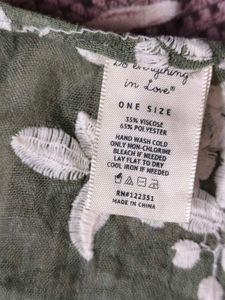 Do everything
in Love®
ONE SIZE
35% VISCOSE
65% POLYESTER
HAND WASH COLD
ONLY NON-CHLORINE
BLEACH IF NEEDED
LAY FLAT TO DRY
COOL IRON IF NEEDED
RN#122351
MADE IN CHINA